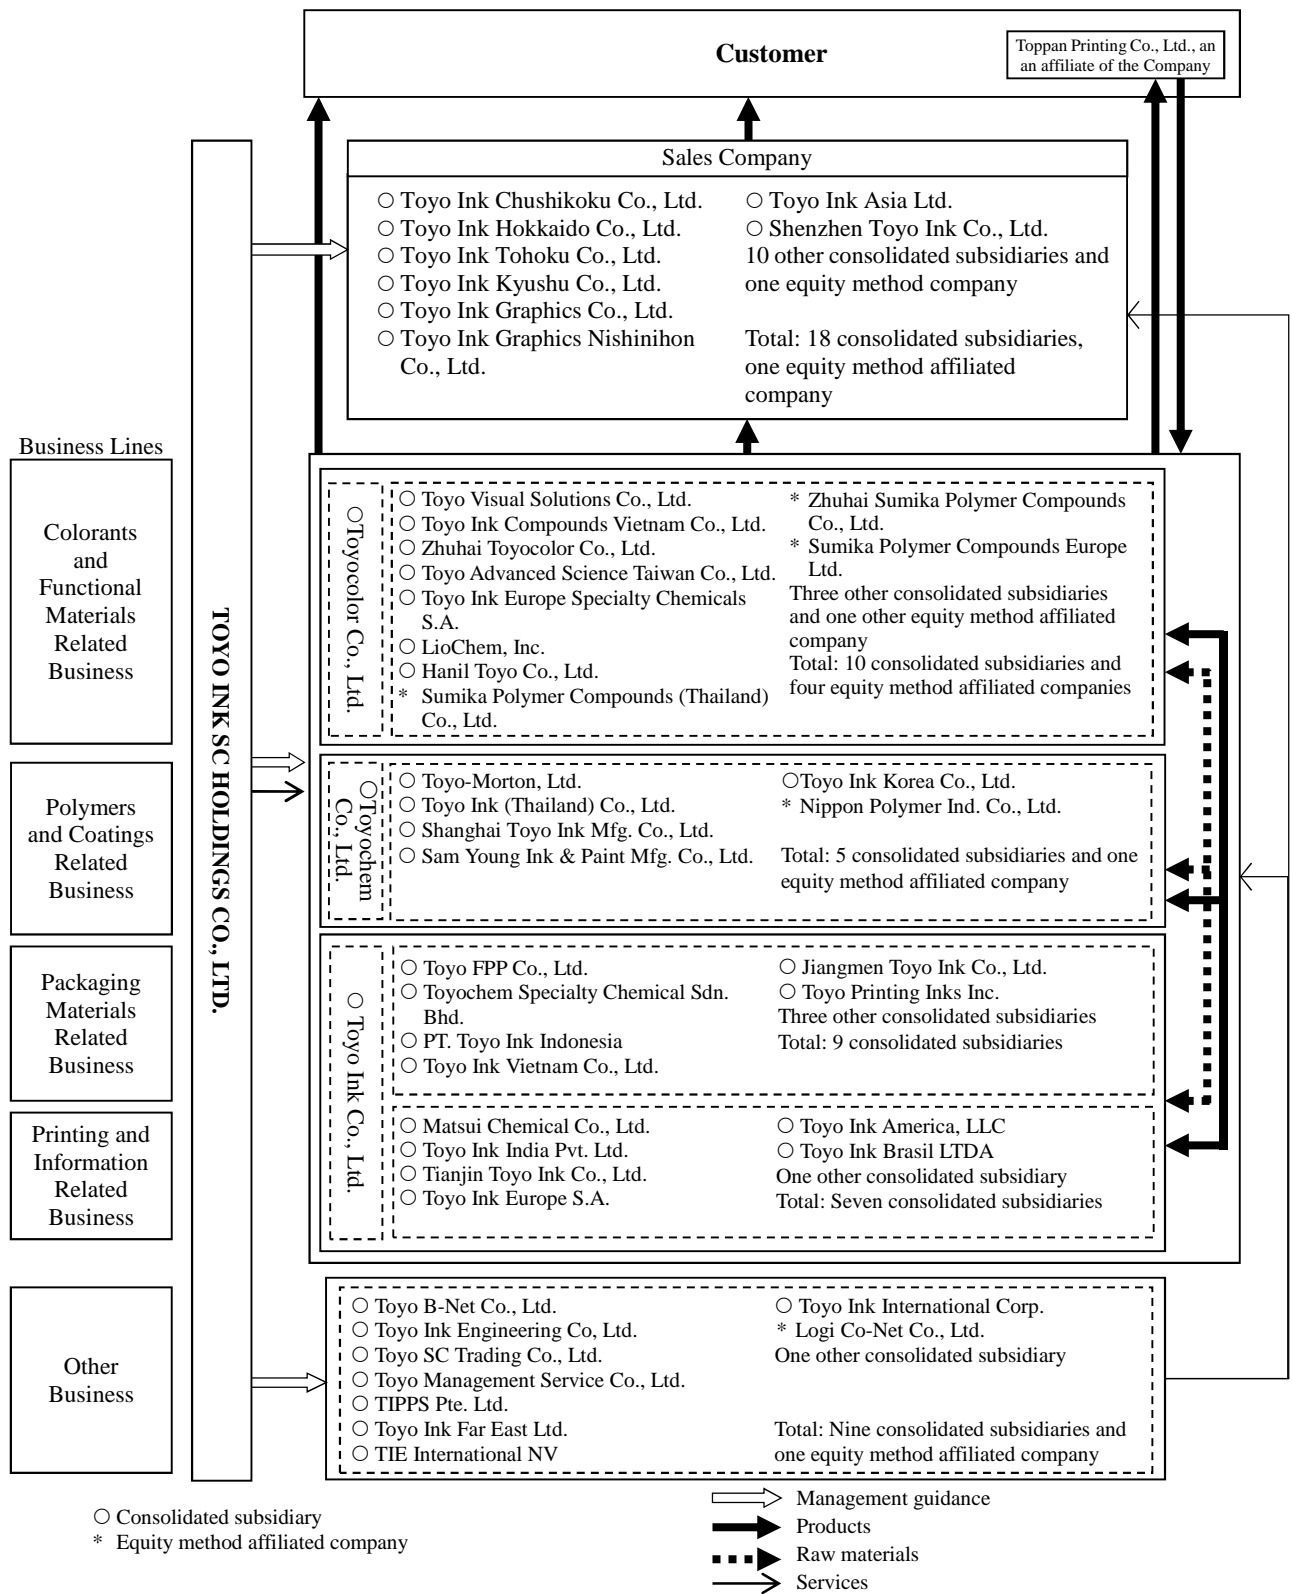 Customer
Toppan Printing Co., Ltd., an
an affiliate of the Company
Sales Company
○ Toyo Ink Chushikoku Co., Ltd.
○ Toyo Ink Hokkaido Co., Ltd.
○ Toyo Ink Tohoku Co., Ltd.
○ Toyo Ink Kyushu Co., Ltd.
○ Toyo Ink Graphics Co., Ltd.
○ Toyo Ink Graphics Nishinihon
Co., Ltd.
○ Toyo Ink Asia Ltd.
○ Shenzhen Toyo Ink Co., Ltd.
10 other consolidated subsidiaries and
one equity method company
Total: 18 consolidated subsidiaries,
one equity method affiliated
company
TOYO INK SC HOLDINGS CO., LTD.
Business Lines
Colorants
and
Functional
Materials
Related
Business
○Toyocolor Co., Ltd.
○ Toyo Visual Solutions Co., Ltd.
○ Toyo Ink Compounds Vietnam Co., Ltd.
○ Zhuhai Toyocolor Co., Ltd.
○ Toyo Advanced Science Taiwan Co., Ltd.
○ Toyo Ink Europe Specialty Chemicals
S.A.
○ LioChem, Inc.
○ Hanil Toyo Co., Ltd.
* Sumika Polymer Compounds (Thailand)
Co., Ltd.
* Zhuhai Sumika Polymer Compounds
Co., Ltd.
* Sumika Polymer Compounds Europe
Ltd.
Three other consolidated subsidiaries
and one other equity method affiliated
company
Total: 10 consolidated subsidiaries and
four equity method affiliated companies
Polymers
and Coatings
Related
Business
○Toyochem
Co., Ltd.
○ Toyo-Morton, Ltd.
○ Toyo Ink (Thailand) Co., Ltd.
○ Shanghai Toyo Ink Mfg. Co., Ltd.
○ Sam Young Ink & Paint Mfg. Co., Ltd.
○Toyo Ink Korea Co., Ltd.
* Nippon Polymer Ind. Co., Ltd.
Total: 5 consolidated subsidiaries and one
equity method affiliated company
Packaging
Materials
Related
Business
○ Toyo Ink Co., Ltd.
○ Toyo FPP Co., Ltd.
○ Toyochem Specialty Chemical Sdn.
Bhd.
○ PT. Toyo Ink Indonesia
○ Toyo Ink Vietnam Co., Ltd.
○ Jiangmen Toyo Ink Co., Ltd.
○ Toyo Printing Inks Inc.
Three other consolidated subsidiaries
Total: 9 consolidated subsidiaries
Printing and
Information
Related
Business
○ Matsui Chemical Co., Ltd.
○ Toyo Ink India Pvt. Ltd.
○ Tianjin Toyo Ink Co., Ltd.
○ Toyo Ink Europe S.A.
○ Toyo Ink America, LLC
○ Toyo Ink Brasil LTDA
One other consolidated subsidiary
Total: Seven consolidated subsidiaries
Other
Business
○ Toyo B-Net Co., Ltd.
○ Toyo Ink Engineering Co, Ltd.
○ Toyo SC Trading Co., Ltd.
○ Toyo Management Service Co., Ltd.
○ TIPPS Pte. Ltd.
○ Toyo Ink Far East Ltd.
○ TIE International NV
○ Toyo Ink International Corp.
* Logi Co-Net Co., Ltd.
One other consolidated subsidiary
Total: Nine consolidated subsidiaries and
one equity method affiliated company
○ Consolidated subsidiary
* Equity method affiliated company
Management guidance
Products
Raw materials
Services